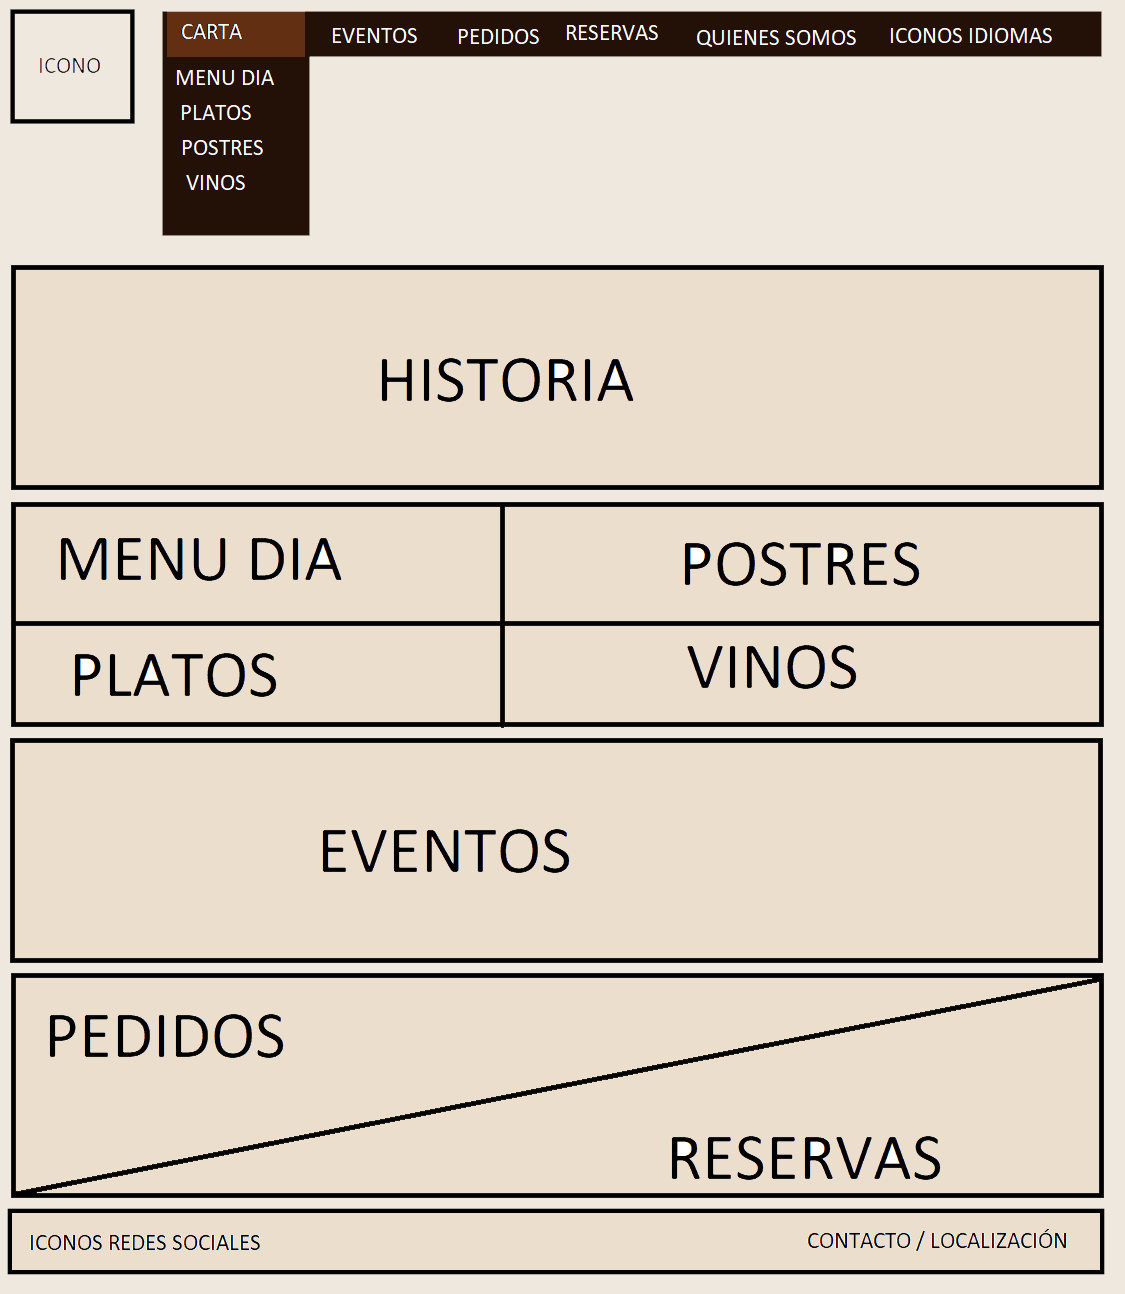 ICONO
CARTA
EVENTOS
PEDIDOS
RESERVAS
QUIENES SOMOS
ICONOS IDIOMAS
MENU DIA
PLATOS
POSTRES
VINOS
HISTORIA
MENU DIA
POSTRES
PLATOS
VINOS
EVENTOS
PEDIDOS
RESERVAS
ICONOS REDES SOCIALES
CONTACTO / LOCALIZACIÓN